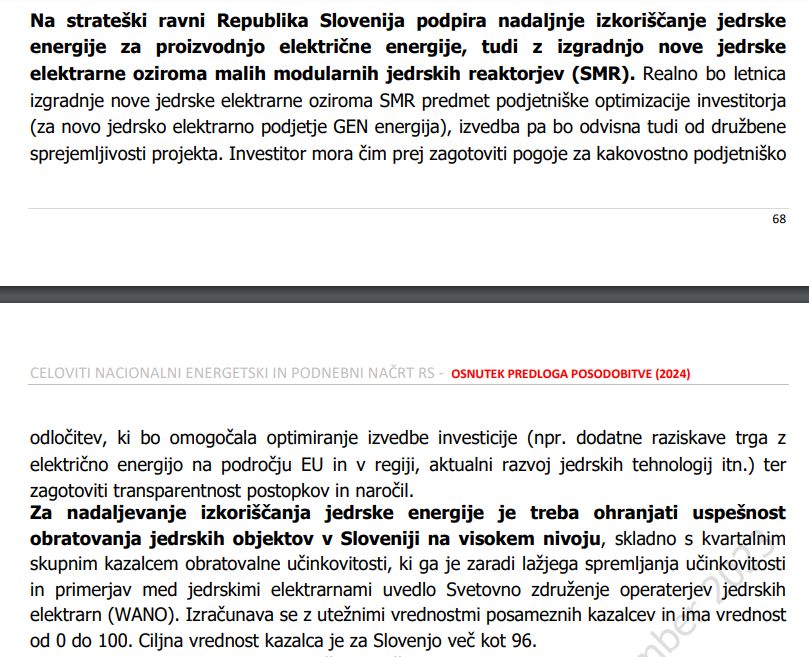 Na strateški ravni Republika Slovenija podpira nadaljnje izkoriščanje jedrske
energije za proizvodnjo električne energije, tudi z izgradnjo nove jedrske
elektrarne oziroma malih modularnih jedrskih reaktorjev (SMR). Realno bo letnica
izgradnje nove jedrske elektrarne oziroma SMR predmet podjetniške optimizacije investitorja
(za novo jedrsko elektrarno podjetje GEN energija), izvedba pa bo odvisna tudi od družbene
sprejemljivosti projekta. Investitor mora čim prej zagotoviti pogoje za kakovostno podjetniško
68
CELOVITI NACIONALNI ENERGETSKI IN PODNEBNI NAČRT RS - OSNUTEK PREDLOGA POSODOBITVE (2024)
odločitev, ki bo omogočala optimiranje izvedbe investicije (npr. dodatne raziskave trga z
električno energijo na področju EU in v regiji, aktualni razvoj jedrskih tehnologij itn.) ter
zagotoviti transparentnost postopkov in naročil.
Za nadaljevanje izkoriščanja jedrske energije je treba ohranjati uspešnost
obratovanja jedrskih objektov v Sloveniji na visokem nivoju, skladno s kvartalnim
skupnim kazalcem obratovalne učinkovitosti, ki ga je zaradi lažjega spremljanja učinkovitosti
in primerjav med jedrskimi elektrarnami uvedlo Svetovno združenje operaterjev jedrskih
elektrarn (WANO). Izračunava se z utežnimi vrednostmi posameznih kazalcev in ima vrednost
od 0 do 100. Ciljna vrednost kazalca je za Slovenjo več kot 96.